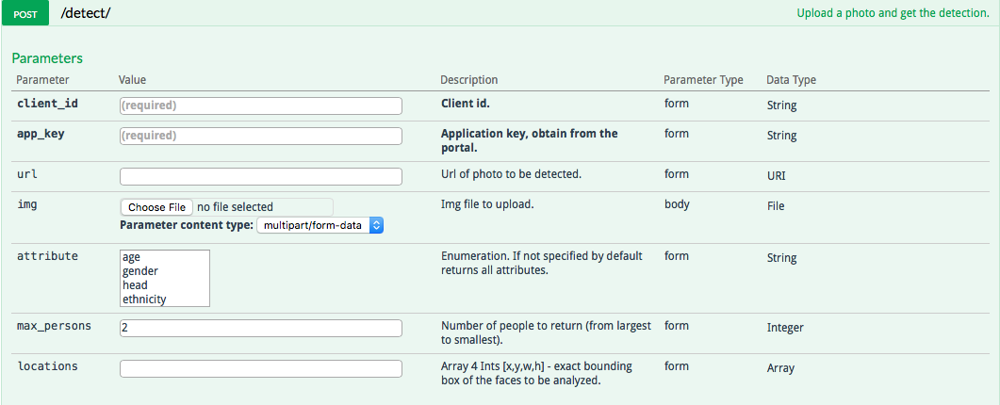 POST /detect/ Upload a photo and get the detection.
Parameters
Parameter Value Description Parameter Type Data Type
client_id (required) Client id. form String
app_key (required) Application key, obtain from the form String
portal.
url Url of photo to be detected. form URI
img Choose File no file selected Img file to upload. body File
Parameter content type: multipart/form-data
attribute age Enumeration. If not specified by default form String
gender returns all attributes.
head
ethnicity
max_persons 2 Number of people to return (from largest form Integer
to smallest).
locations Array 4 Ints [x,y,w,h] - exact bounding form Array
box of the faces to be analyzed.